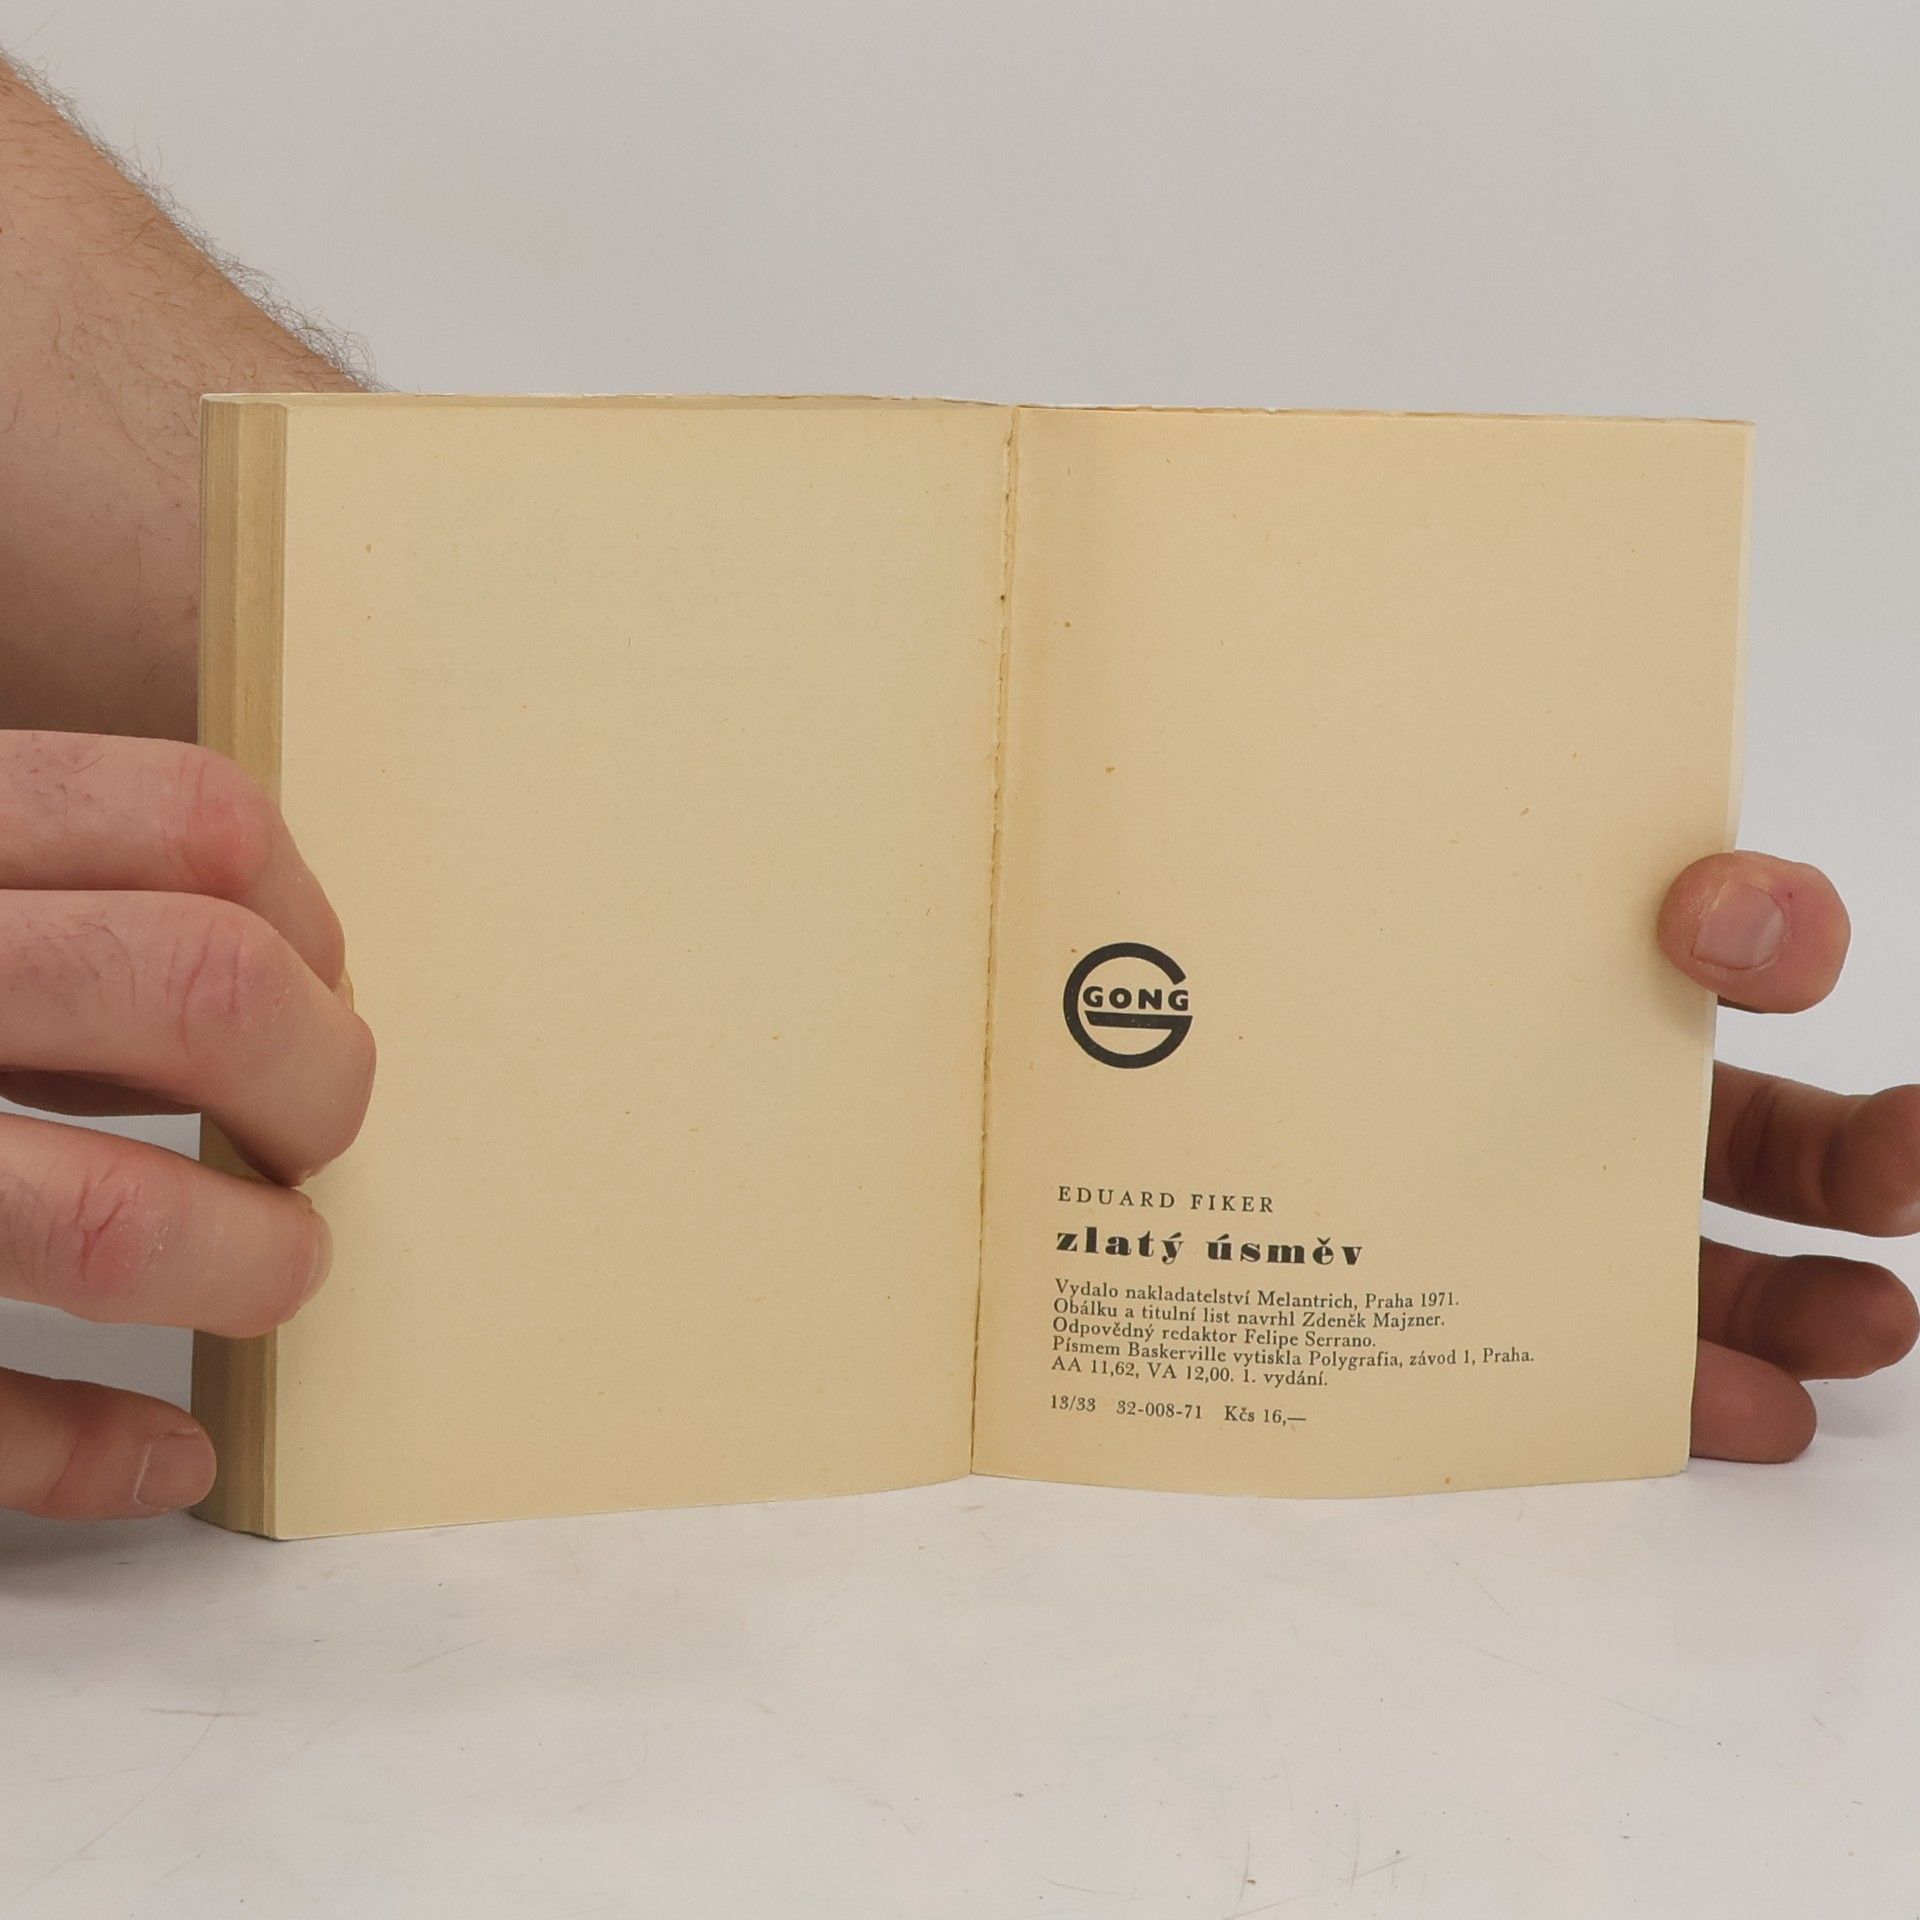 GONG
EDUARD FIKER
zlatý úsměv
Vydalo nakladatelství Melantrich, Praha 1971.
Obálku a titulní list navrhl Zdeněk Majzner.
Odpovědný redaktor Felipe Serrano.
Písmem Baskerville vytiskla Polygrafia, závod 1, Praha.
AA 11,62, VA 12,00. 1. vydání.
13/33 32-008-71 Kčs 16,—